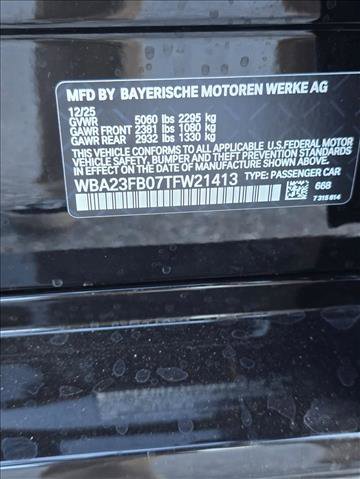 MFD BY BAYERISCHE MOTOREN WERKE AG
12/25
GVWR 5060 lbs 2295 kg
GAWR FRONT 2381 lbs 1080 kg
GAWR REAR 2932 lbs 1330 kg
THIS VEHICLE CONFORMS TO ALL APPLICABLE U.S.FEDERAL MOTOR
VEHICLE SAFETY, BUMPER, AND THEFT PREVENTION STANDARDS
IN EFFECT ON THE DATE OF MANUFACTURE SHOWN ABOVE.
WBA23FB07TFW21413 TYPE: PASSENGER CAR
668
7 315 614